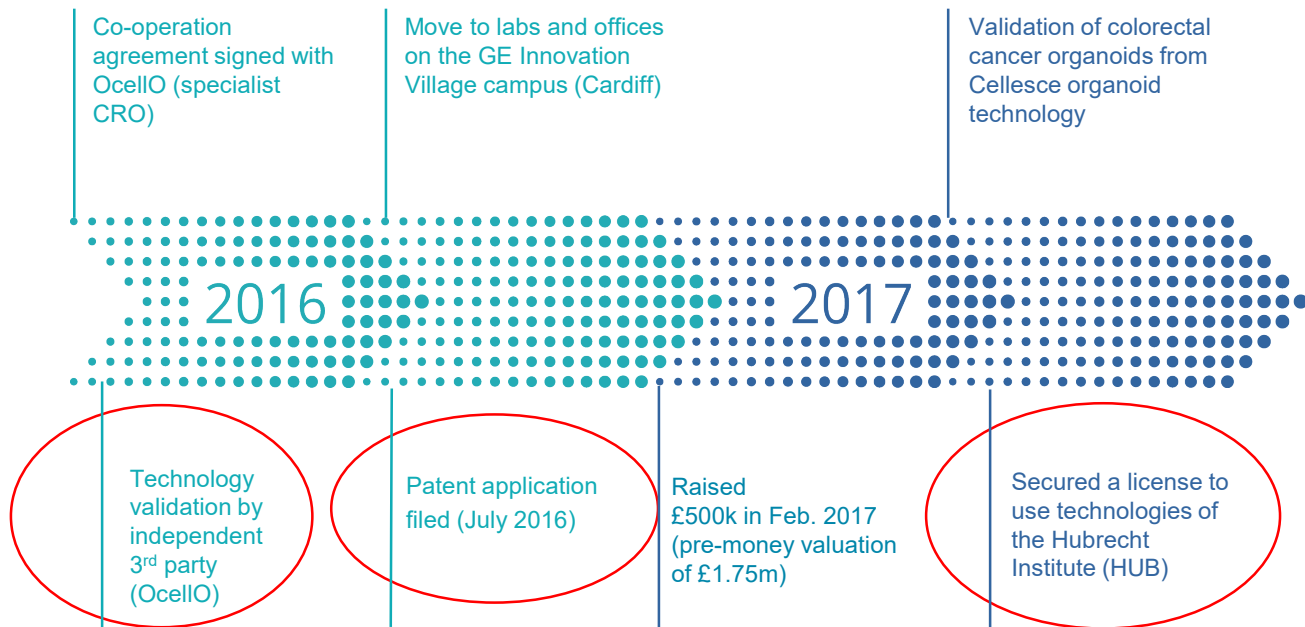 Co-operation
agreement signed with
OcellO (specialist
CRO)
Move to labs and offices
on the GE Innovation
Village campus (Cardiff)
Validation of colorectal
cancer organoids from
Cellesce organoid
technology
2016
2017
Technology
validation by
independent
3rd party
(OcellO)
Patent application
filed (July 2016)
Raised
£500k in Feb. 2017
(pre-money valuation
of £1.75m)
Secured a license to
use technologies of
the Hubrecht
Institute (HUB)